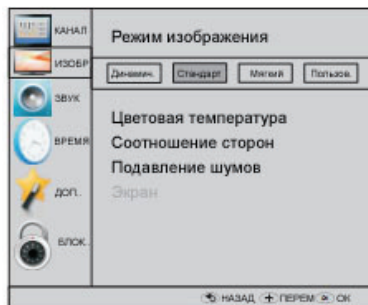 КАНАЛ
ИЗОБР
ЗВУК
ВРЕМЯ
ДОП..
БЛОК.
Режим изображения
Динамич. Стандарт Мягкий Пользов.
Цветовая температура
Соотношение сторон
Подавление шумов
Экран
НАЗАД ПЕРЕМ ОК